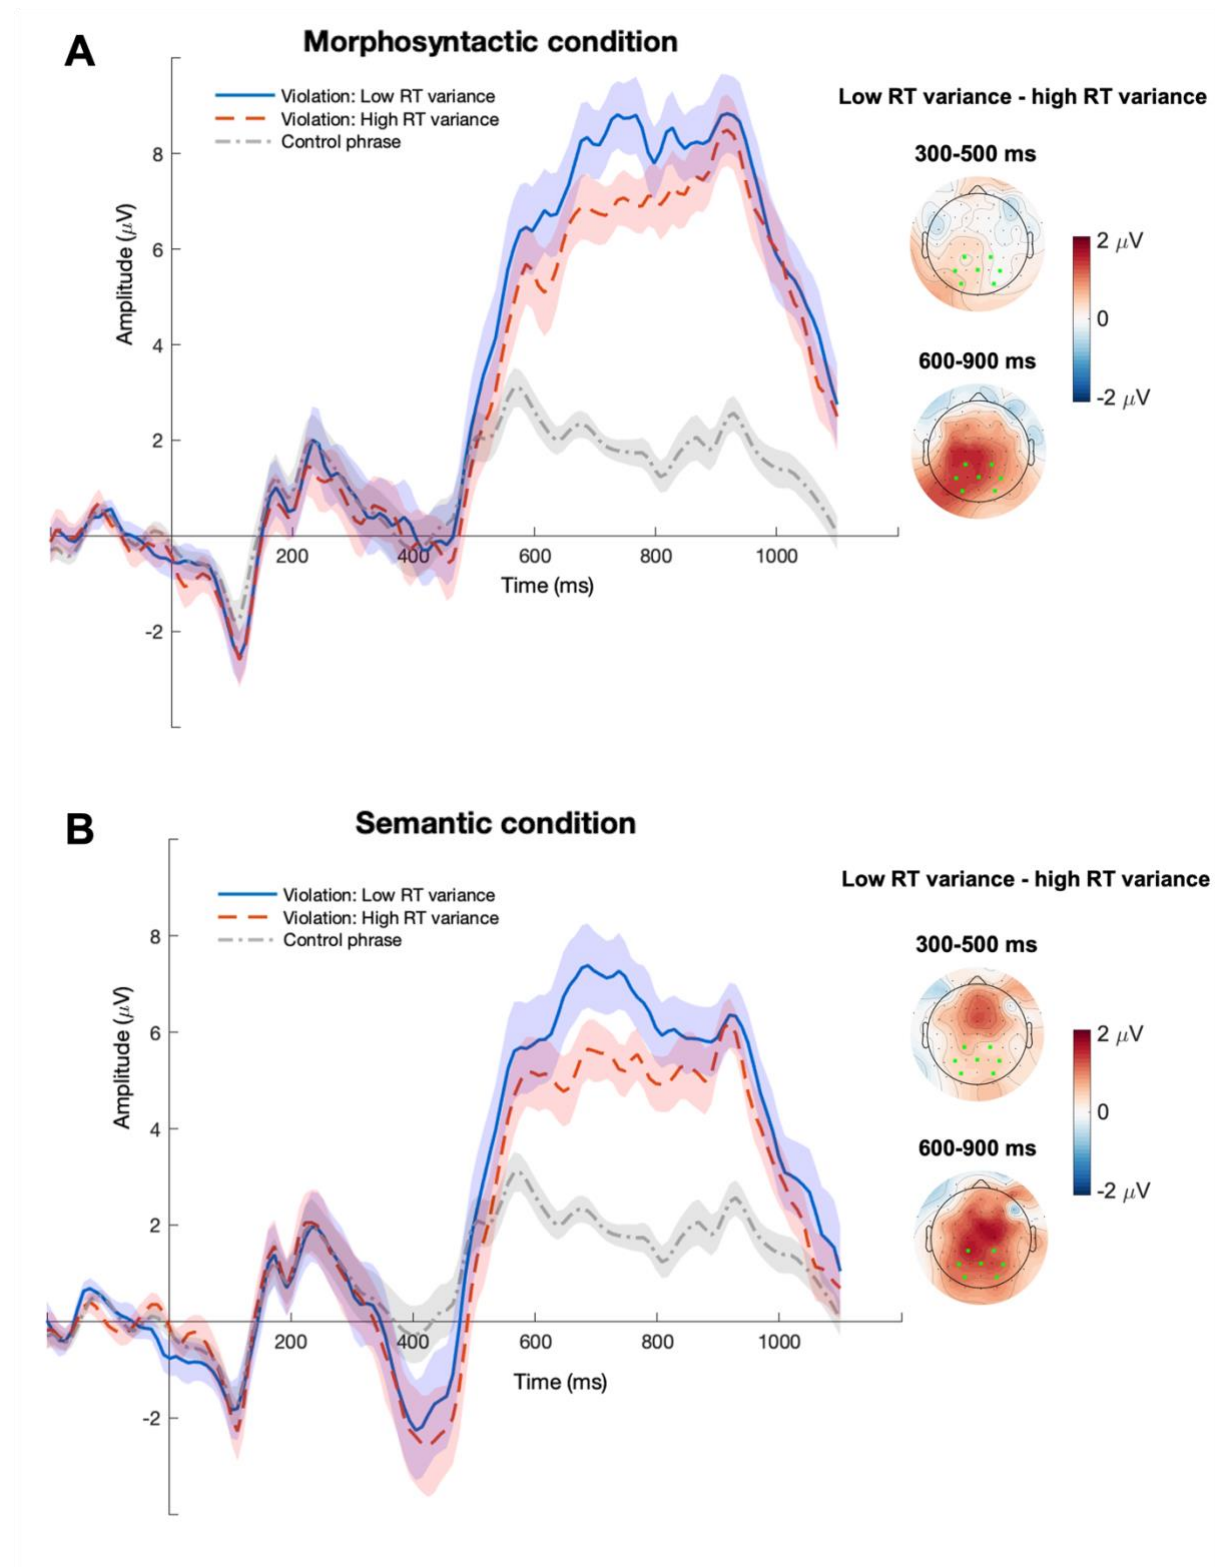 A
Morphosyntactic condition
Violation: Low RT variance
Violation: High RT variance
Control phrase
Amplitude (μV)
8
6
4
2
-2
200
400
600
800
1000
Time (ms)
Low RT variance - high RT variance
300-500 ms
600-900 ms
2 μV
0
-2 μV
B
Semantic condition
Violation: Low RT variance
Violation: High RT variance
Control phrase
Amplitude (μV)
8
6
4
2
-2
200
400
600
800
1000
Time (ms)
Low RT variance - high RT variance
300-500 ms
600-900 ms
2 μV
0
-2 μV